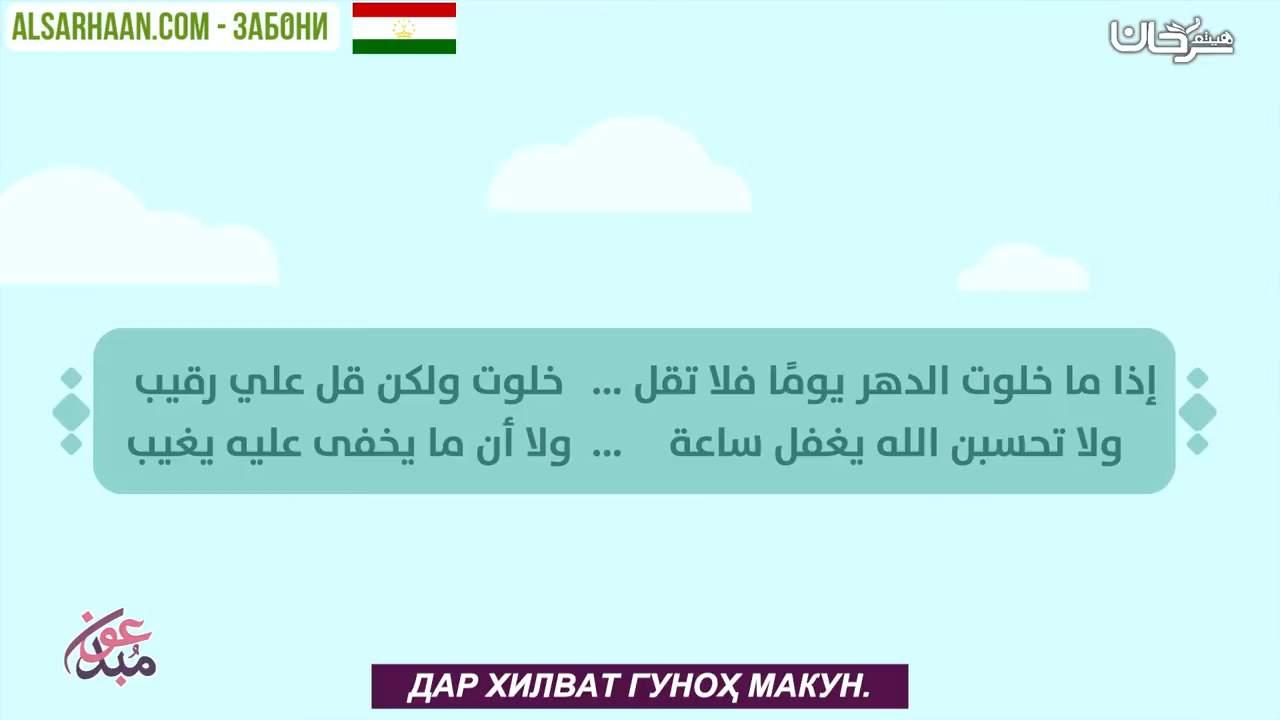 ALSARHAAN.COM - ЗАБОНИ
هيثم سرحان
إذا ما خلوت الدهر يومًا فلا تقل ... خلوت ولكن قل علي رقيب
ولا تحسبن الله يغفل ساعة ... ولا أن ما يخفى عليه يغيب
مُبدعون
ДАР ХИЛВАТ ГУНОҲ МАКУН.